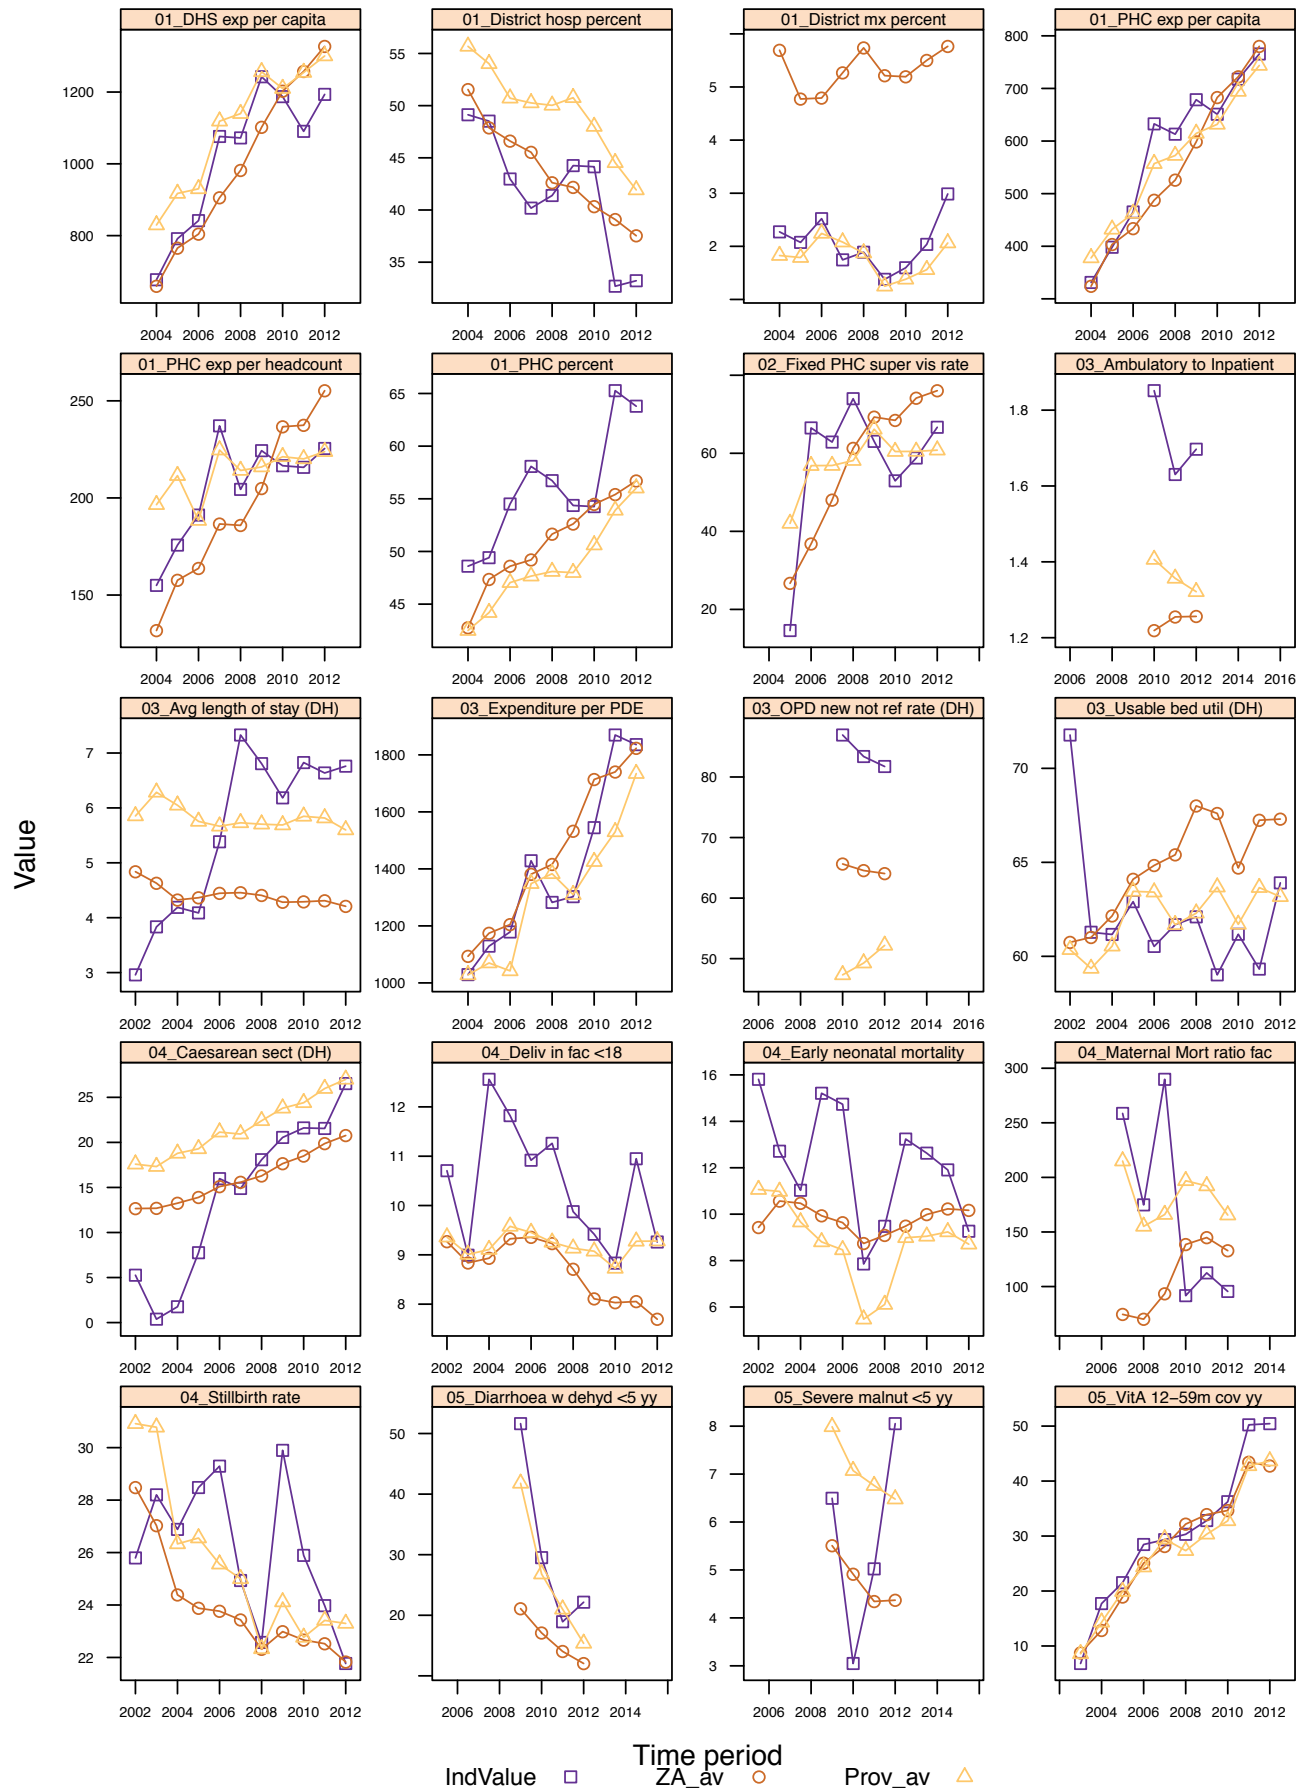 01_DHS exp per capita
01_District hosp percent
01_District mx percent
01_PHC exp per capita
800
1000
1200
2004 2006 2008 2010 2012
35
40
45
50
55
2004 2006 2008 2010 2012
2
3
4
5
2004 2006 2008 2010 2012
400
500
600
700
800
2004 2006 2008 2010 2012
01_PHC exp per headcount
01_PHC percent
02_Fixed PHC super vis rate
03_Ambulatory to Inpatient
150
200
250
2004 2006 2008 2010 2012
45
50
55
60
65
2004 2006 2008 2010 2012
20
40
60
2004 2006 2008 2010 2012
1.2
1.4
1.6
1.8
2006 2008 2010 2012 2014 2016
03_Avg length of stay (DH)
03_Expenditure per PDE
03_OPD new not ref rate (DH)
03_Usable bed util (DH)
3
4
5
6
7
2002 2004 2006 2008 2010 2012
1000
1200
1400
1600
1800
2004 2006 2008 2010 2012
50
60
70
80
2006 2008 2010 2012 2014 2016
60
65
70
2002 2004 2006 2008 2010 2012
04_Caesarean sect (DH)
04_Deliv in fac <18
04_Early neonatal mortality
04_Maternal Mort ratio fac
0
5
10
15
20
25
2002 2004 2006 2008 2010 2012
8
9
10
11
12
2002 2004 2006 2008 2010 2012
6
8
10
12
14
16
2002 2004 2006 2008 2010 2012
100
150
200
250
300
2006 2008 2010 2012 2014
04_Stillbirth rate
05_Diarrhoea w dehyd <5 yy
05_Severe malnut <5 yy
05_VitA 12−59m cov yy
22
24
26
28
30
2002 2004 2006 2008 2010 2012
20
30
40
50
2006 2008 2010 2012 2014
3
4
5
6
7
8
2006 2008 2010 2012 2014
10
20
30
40
50
2004 2006 2008 2010 2012
Value
Time period
IndValue ZA_av Prov_av